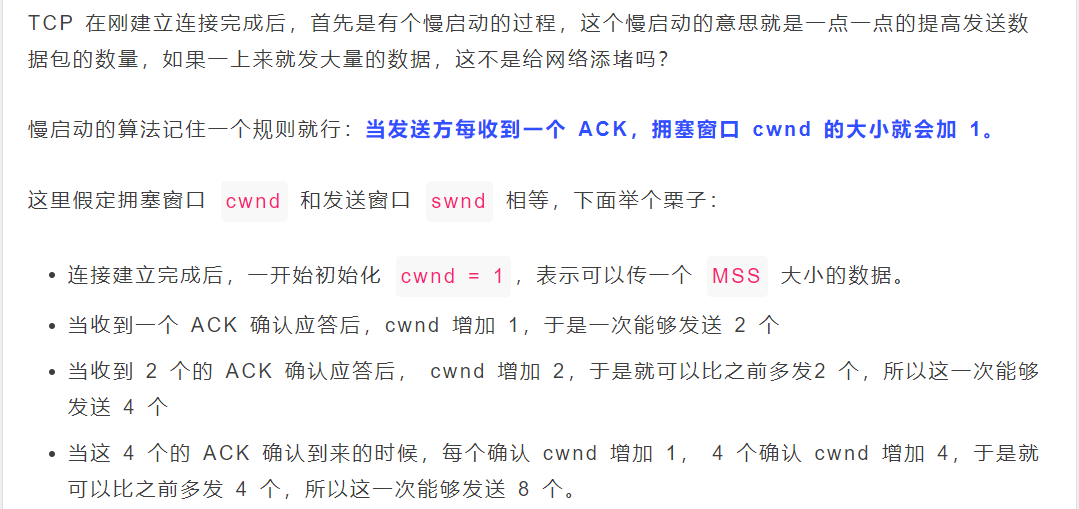 TCP 在刚建立连接完成后，首先是有个慢启动的过程，这个慢启动的意思就是一点一点的提高发送数
据包的数量，如果一上来就发大量的数据，这不是给网络添堵吗？
慢启动的算法记住一个规则就行：当发送方每收到一个 ACK，拥塞窗口 cwnd 的大小就会加 1。
这里假定拥塞窗口 cwnd 和发送窗口 swnd 相等，下面举个栗子：
• 连接建立完成后，一开始初始化 cwnd = 1，表示可以传一个 MSS 大小的数据。
• 当收到一个 ACK 确认应答后，cwnd 增加 1，于是一次能够发送 2 个
• 当收到 2 个的 ACK 确认应答后， cwnd 增加 2，于是就可以比之前多发2 个，所以这一次能够
发送 4 个
• 当这 4 个的 ACK 确认到来的时候，每个确认 cwnd 增加 1， 4 个确认 cwnd 增加 4，于是就
可以比之前多发 4 个，所以这一次能够发送 8 个。